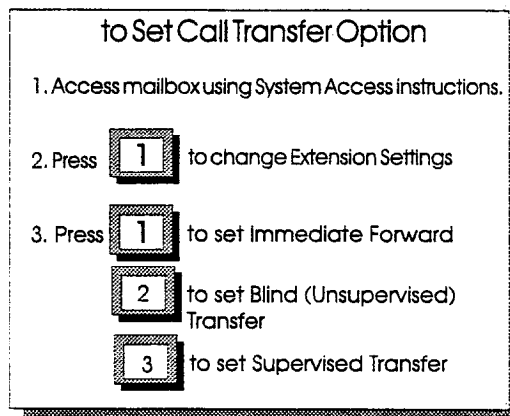 to Set Call Transfer Option
1. Access mailbox using System Access instructions.
2. Press 1 to change Extension Settings
3. Press 1 to set Immediate Forward
2 to set Blind (Unsupervised)
Transfer
3 to set Supervised Transfer